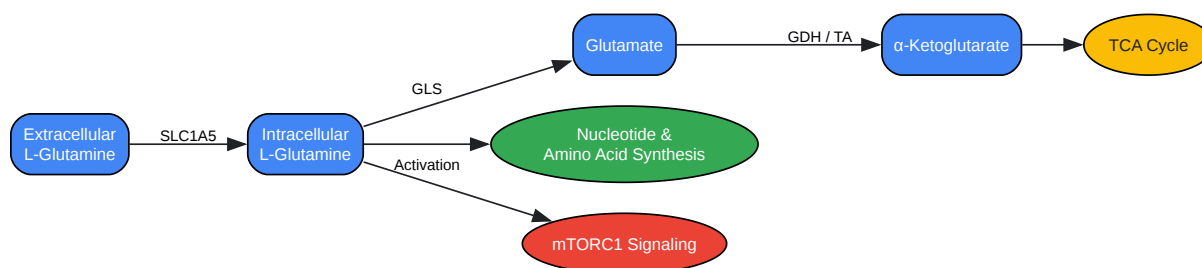 Glutamate
GDH / TA
α-Ketoglutarate
TCA Cycle
GLS
Extracellular
L-Glutamine
SLC1A5
Intracellular
L-Glutamine
Nucleotide &
Amino Acid Synthesis
Activation
mTORC1 Signaling